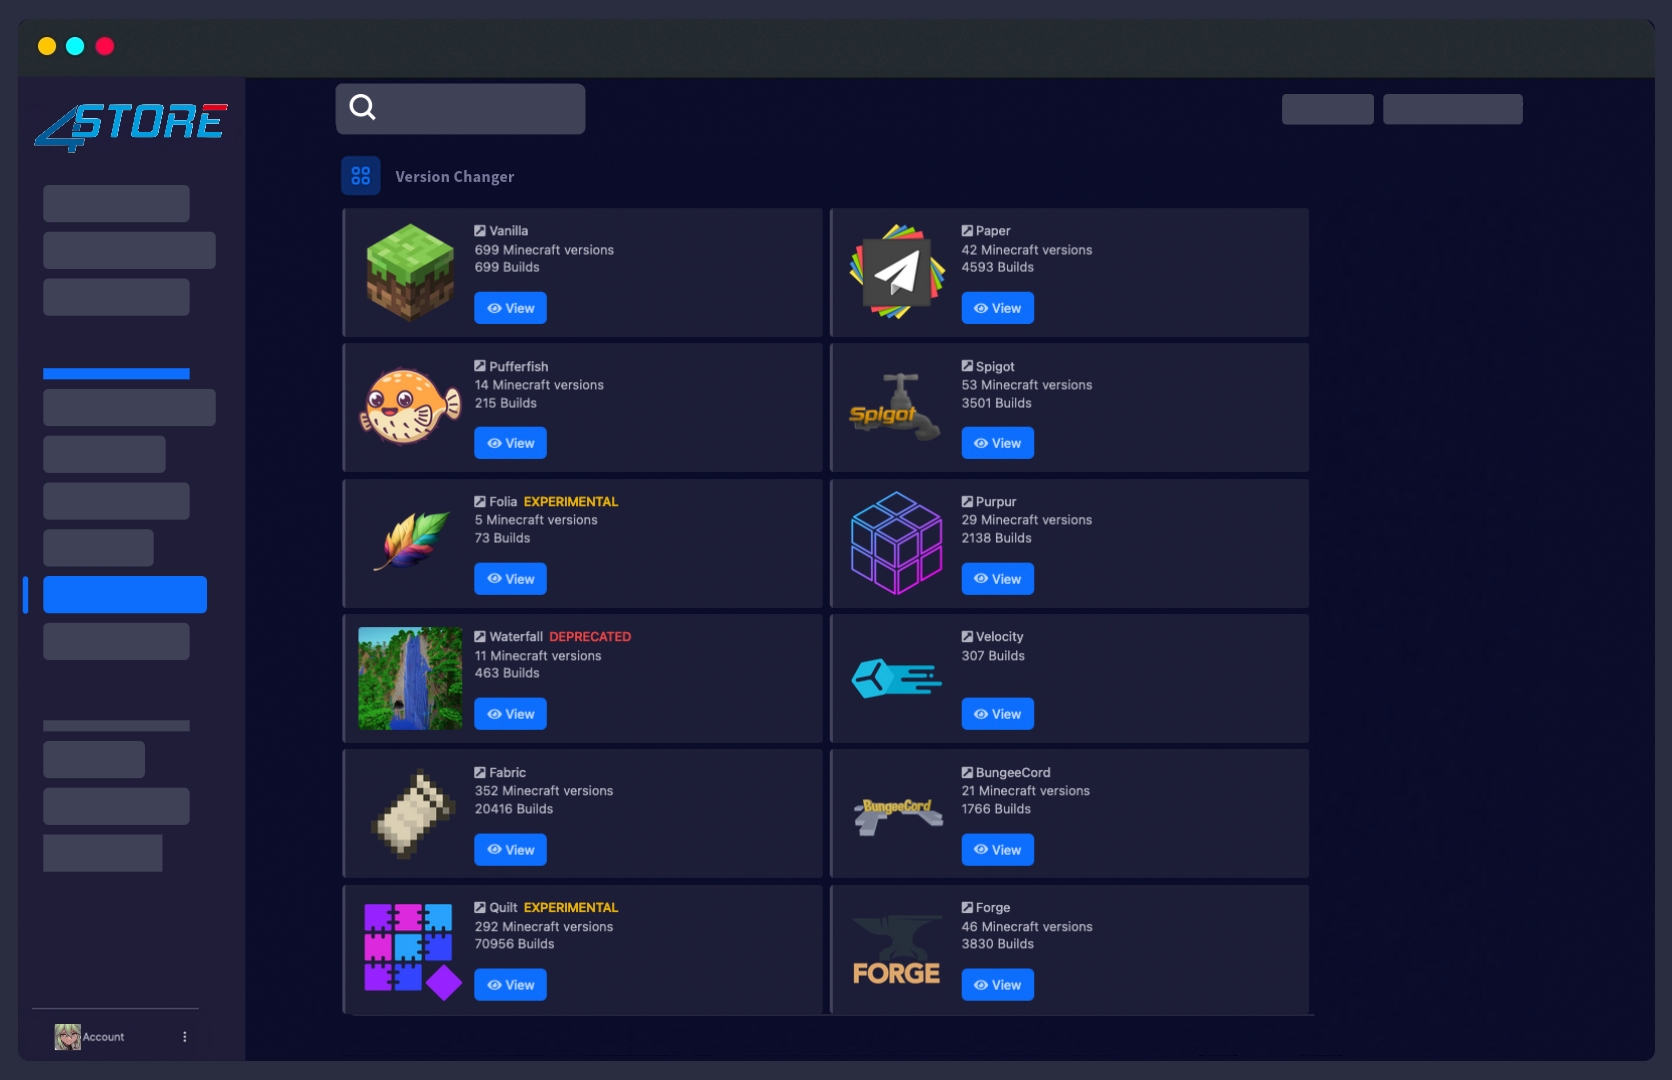 4STORE
Version Changer
Vanilla
699 Minecraft versions
699 Builds
View
Paper
42 Minecraft versions
4593 Builds
View
Pufferfish
14 Minecraft versions
215 Builds
View
Spigot
Spigot
53 Minecraft versions
3501 Builds
View
Folia EXPERIMENTAL
5 Minecraft versions
73 Builds
View
Purpur
29 Minecraft versions
2138 Builds
View
Waterfall DEPRECATED
11 Minecraft versions
463 Builds
View
Velocity
307 Builds
View
Fabric
352 Minecraft versions
20416 Builds
View
BungeeCord
BungeeCord
21 Minecraft versions
1766 Builds
View
Quilt EXPERIMENTAL
292 Minecraft versions
70956 Builds
View
FORGE
Forge
46 Minecraft versions
3830 Builds
View
Account